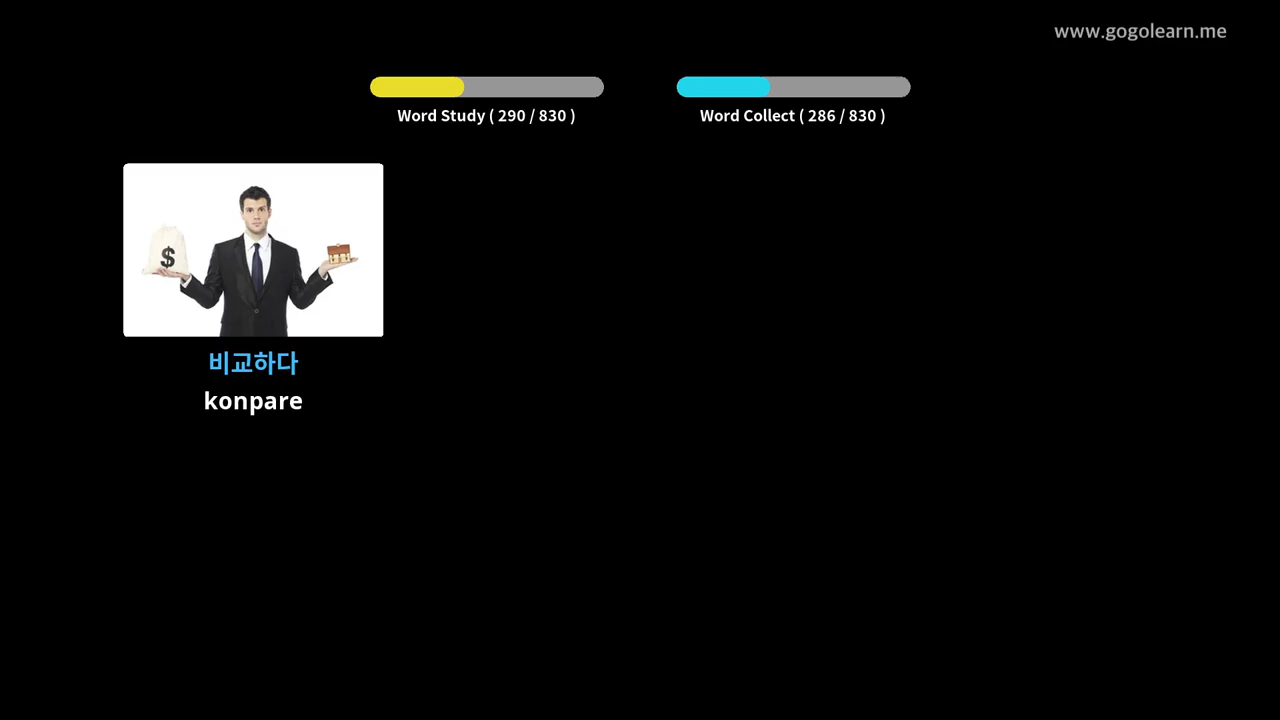 www.gogolearn.me
Word Study ( 290 / 830 )
Word Collect ( 286 / 830 )
$
비교하다
konpare